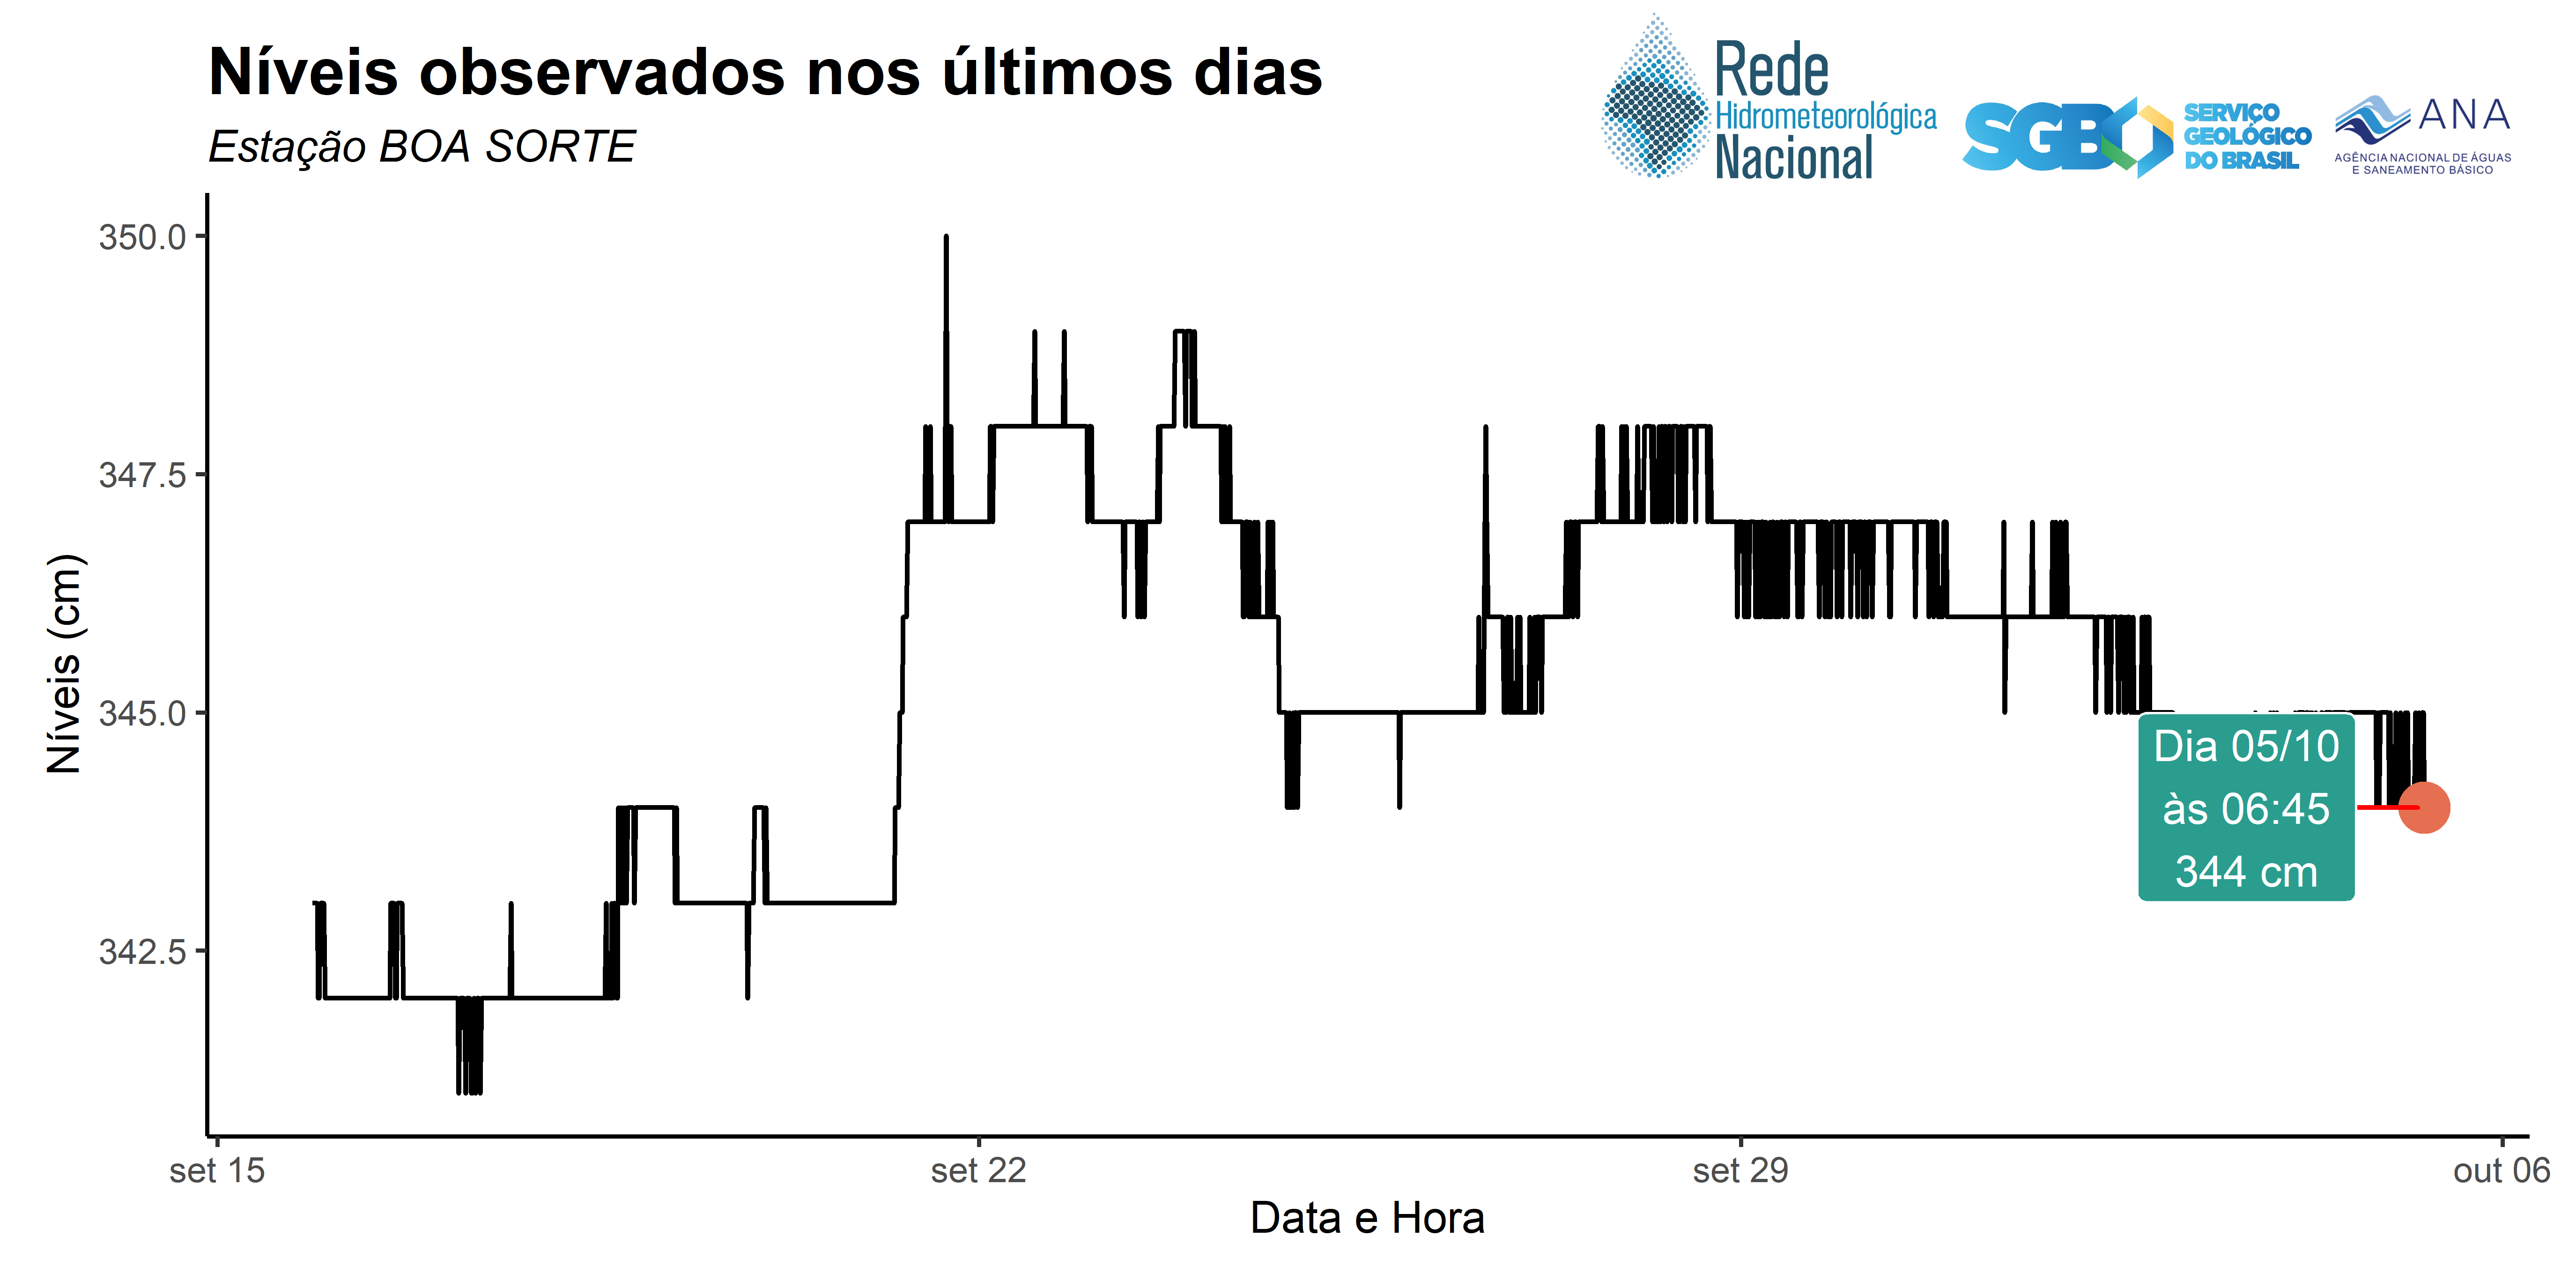 Níveis observados nos últimos dias
Estação BOA SORTE
Rede
Hidrometeorológica
Nacional
SGB
SERVIÇO
GEOLÓGICO
DO BRASIL
ANA
AGÊNCIA NACIONAL DE ÁGUAS
E SANEAMENTO BÁSICO
Níveis (cm)
350.0
347.5
345.0
342.5
Dia 05/10
às 06:45
344 cm
set 15
set 22
set 29
out 06
Data e Hora